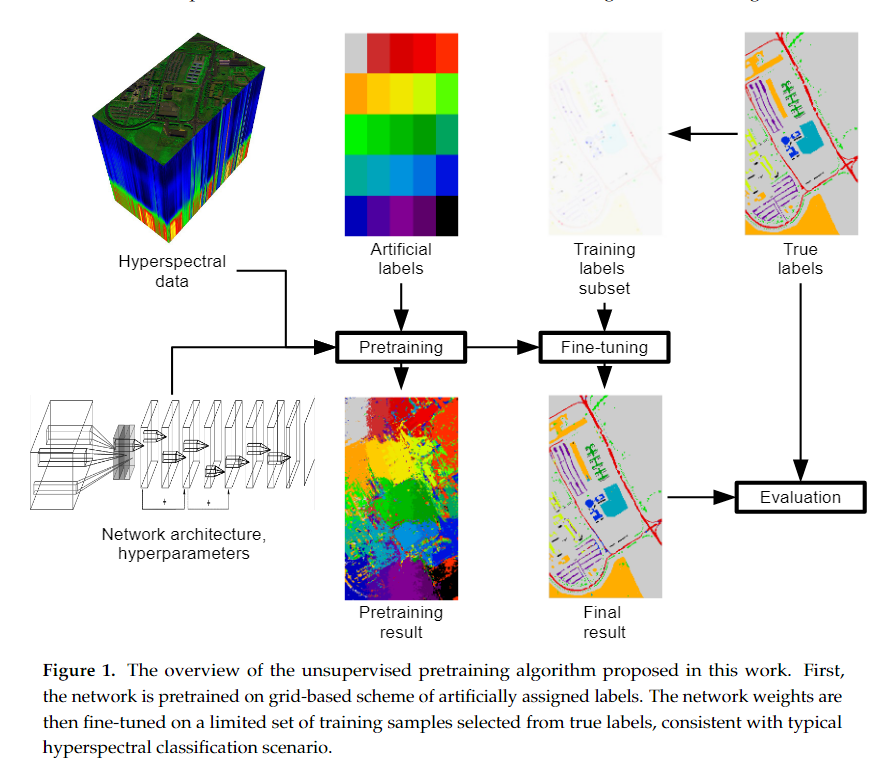 Hyperspectral
data
Artificial
labels
Training
labels
subset
True
labels
Pretraining
Fine-tuning
Network architecture,
hyperparameters
Evaluation
Pretraining
result
Final
result
Figure 1. The overview of the unsupervised pretraining algorithm proposed in this work. First,
the network is pretrained on grid-based scheme of artificially assigned labels. The network weights are
then fine-tuned on a limited set of training samples selected from true labels, consistent with typical
hyperspectral classification scenario.